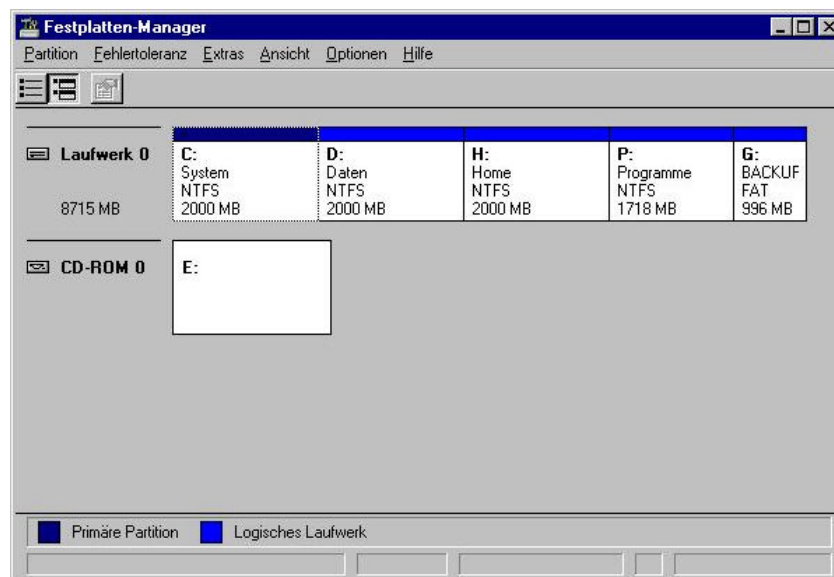 Festplatten-Manager
Partition Fehlertoleranz Extras Ansicht Optionen Hilfe
Laufwerk 0
8715 MB
C:
System
NTFS
2000 MB
D:
Daten
NTFS
2000 MB
H:
Home
NTFS
2000 MB
P:
Programme
NTFS
1718 MB
G:
BACKUF
FAT
996 MB
CD-ROM 0
E:
Primäre Partition Logisches Laufwerk